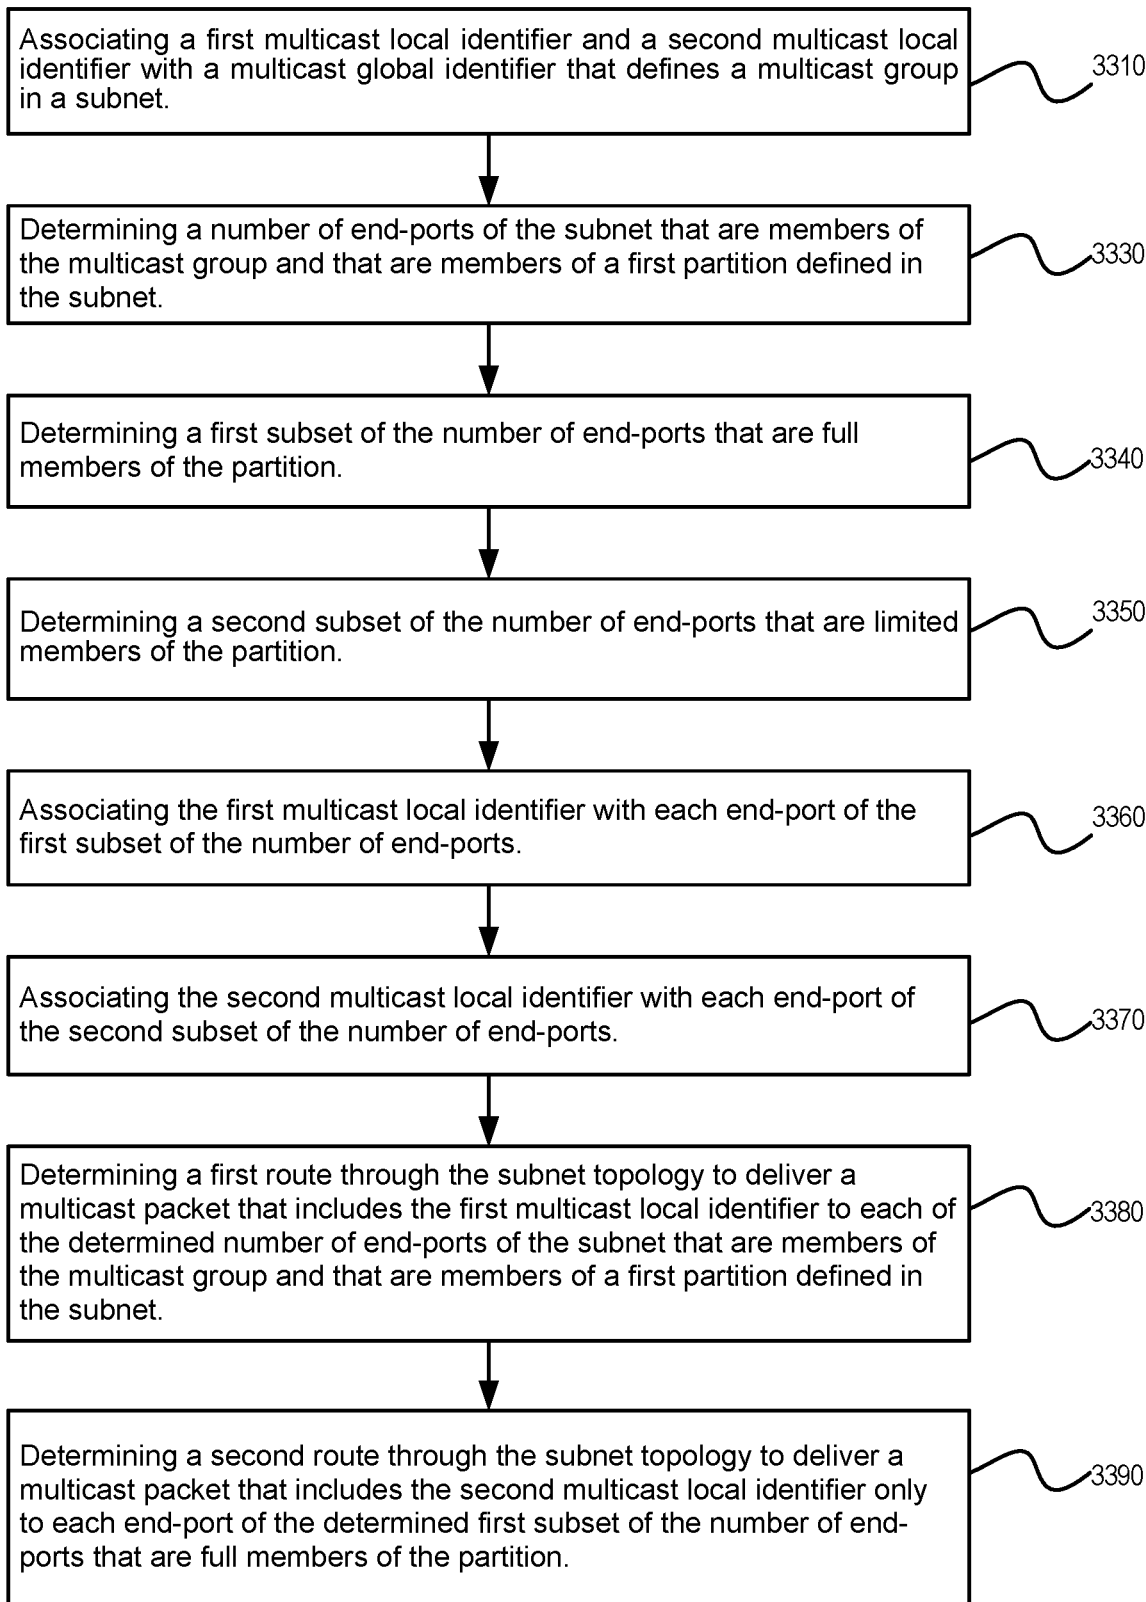 Associating a first multicast local identifier and a second multicast local
identifier with a multicast global identifier that defines a multicast group
in a subnet.
3310
Determining a number of end-ports of the subnet that are members of
the multicast group and that are members of a first partition defined in
the subnet.
3330
Determining a first subset of the number of end-ports that are full
members of the partition.
3340
Determining a second subset of the number of end-ports that are limited
members of the partition.
3350
Associating the first multicast local identifier with each end-port of the
first subset of the number of end-ports.
3360
Associating the second multicast local identifier with each end-port of
the second subset of the number of end-ports.
3370
Determining a first route through the subnet topology to deliver a
multicast packet that includes the first multicast local identifier to each of
the determined number of end-ports of the subnet that are members of
the multicast group and that are members of a first partition defined in
the subnet.
3380
Determining a second route through the subnet topology to deliver a
multicast packet that includes the second multicast local identifier only
to each end-port of the determined first subset of the number of end-
ports that are full members of the partition.
3390